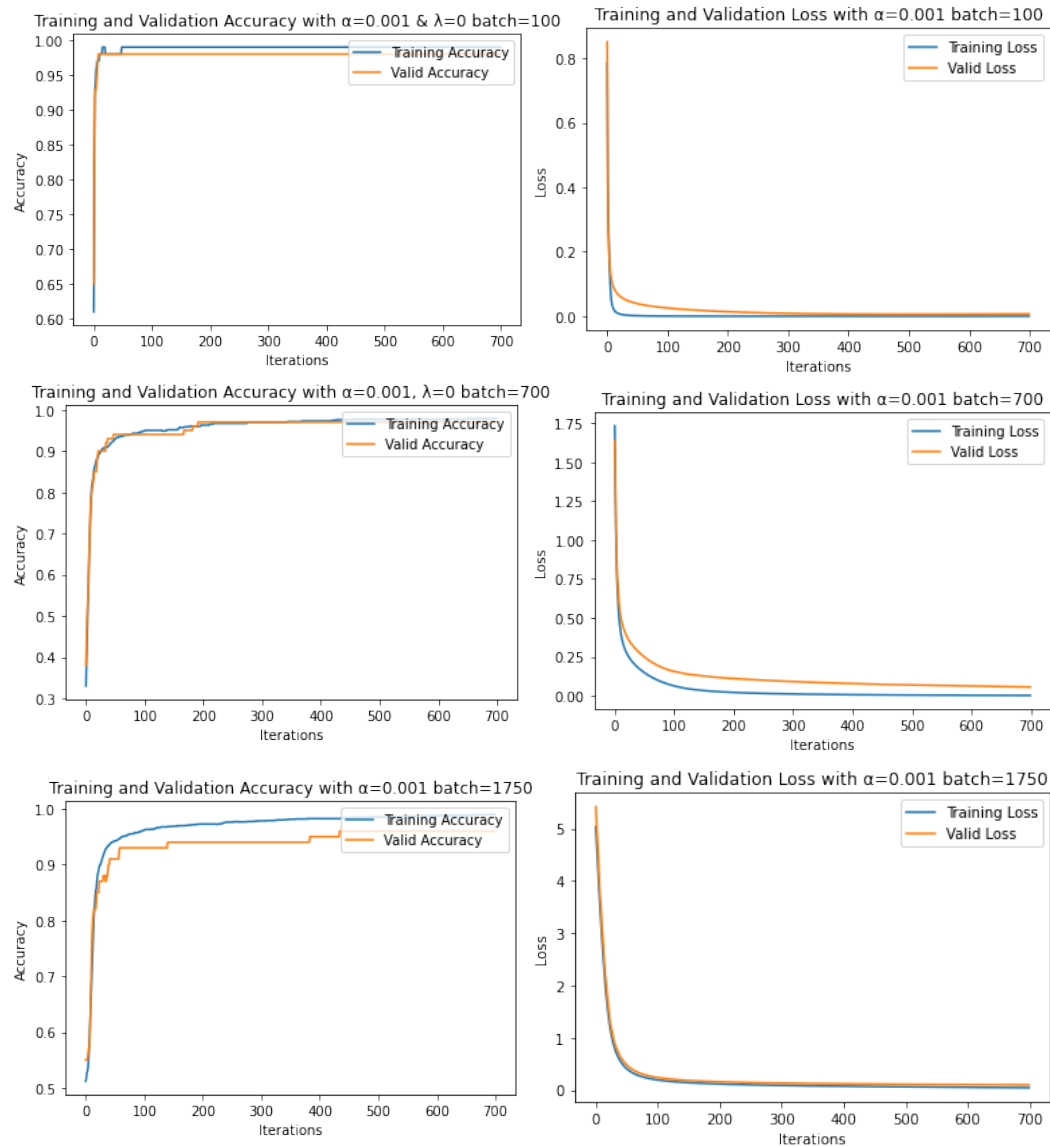 Training and Validation Accuracy with α=0.001 & λ=0 batch=100
1.00
0.95
0.90
0.85
0.80
0.75
0.70
0.65
0.60
Accuracy
Training Accuracy
Valid Accuracy
0 100 200 300 400 500 600 700
Iterations
Training and Validation Loss with α=0.001 batch=100
0.8
0.6
0.4
0.2
0.0
Loss
Training Loss
Valid Loss
0 100 200 300 400 500 600 700
Iterations
Training and Validation Accuracy with α=0.001, λ=0 batch=700
1.0
0.9
0.8
0.7
0.6
0.5
0.4
0.3
Accuracy
Training Accuracy
Valid Accuracy
0 100 200 300 400 500 600 700
Iterations
Training and Validation Loss with α=0.001 batch=700
1.75
1.50
1.25
1.00
0.75
0.50
0.25
0.00
Loss
Training Loss
Valid Loss
0 100 200 300 400 500 600 700
Iterations
Training and Validation Accuracy with α=0.001 batch=1750
1.0
0.9
0.8
0.7
0.6
0.5
Accuracy
Training Accuracy
Valid Accuracy
0 100 200 300 400 500 600 700
Iterations
Training and Validation Loss with α=0.001 batch=1750
5
4
3
2
1
0
Loss
Training Loss
Valid Loss
0 100 200 300 400 500 600 700
Iterations